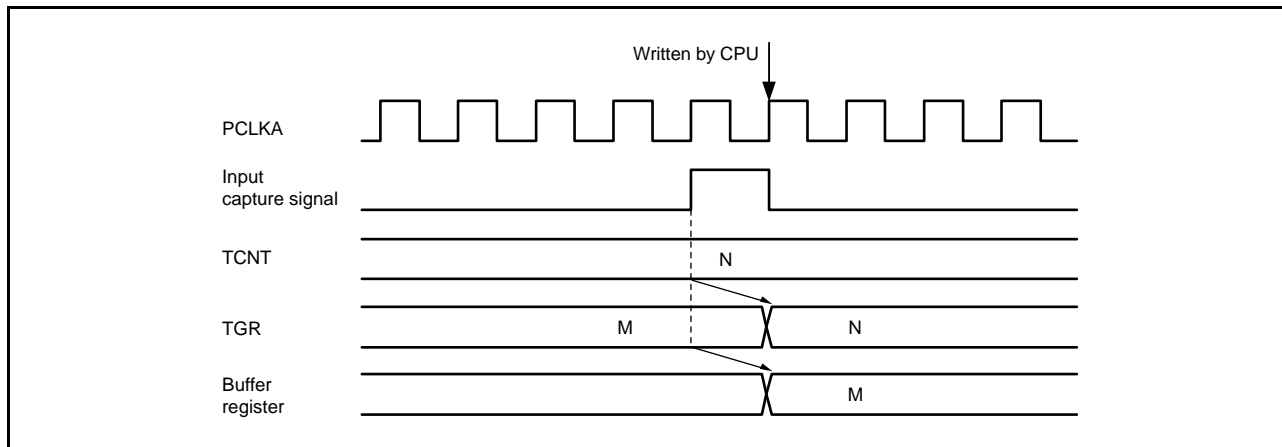 Written by CPU
PCLKA
Input
capture signal
TCNT
N
TGR
M
N
Buffer
register
M